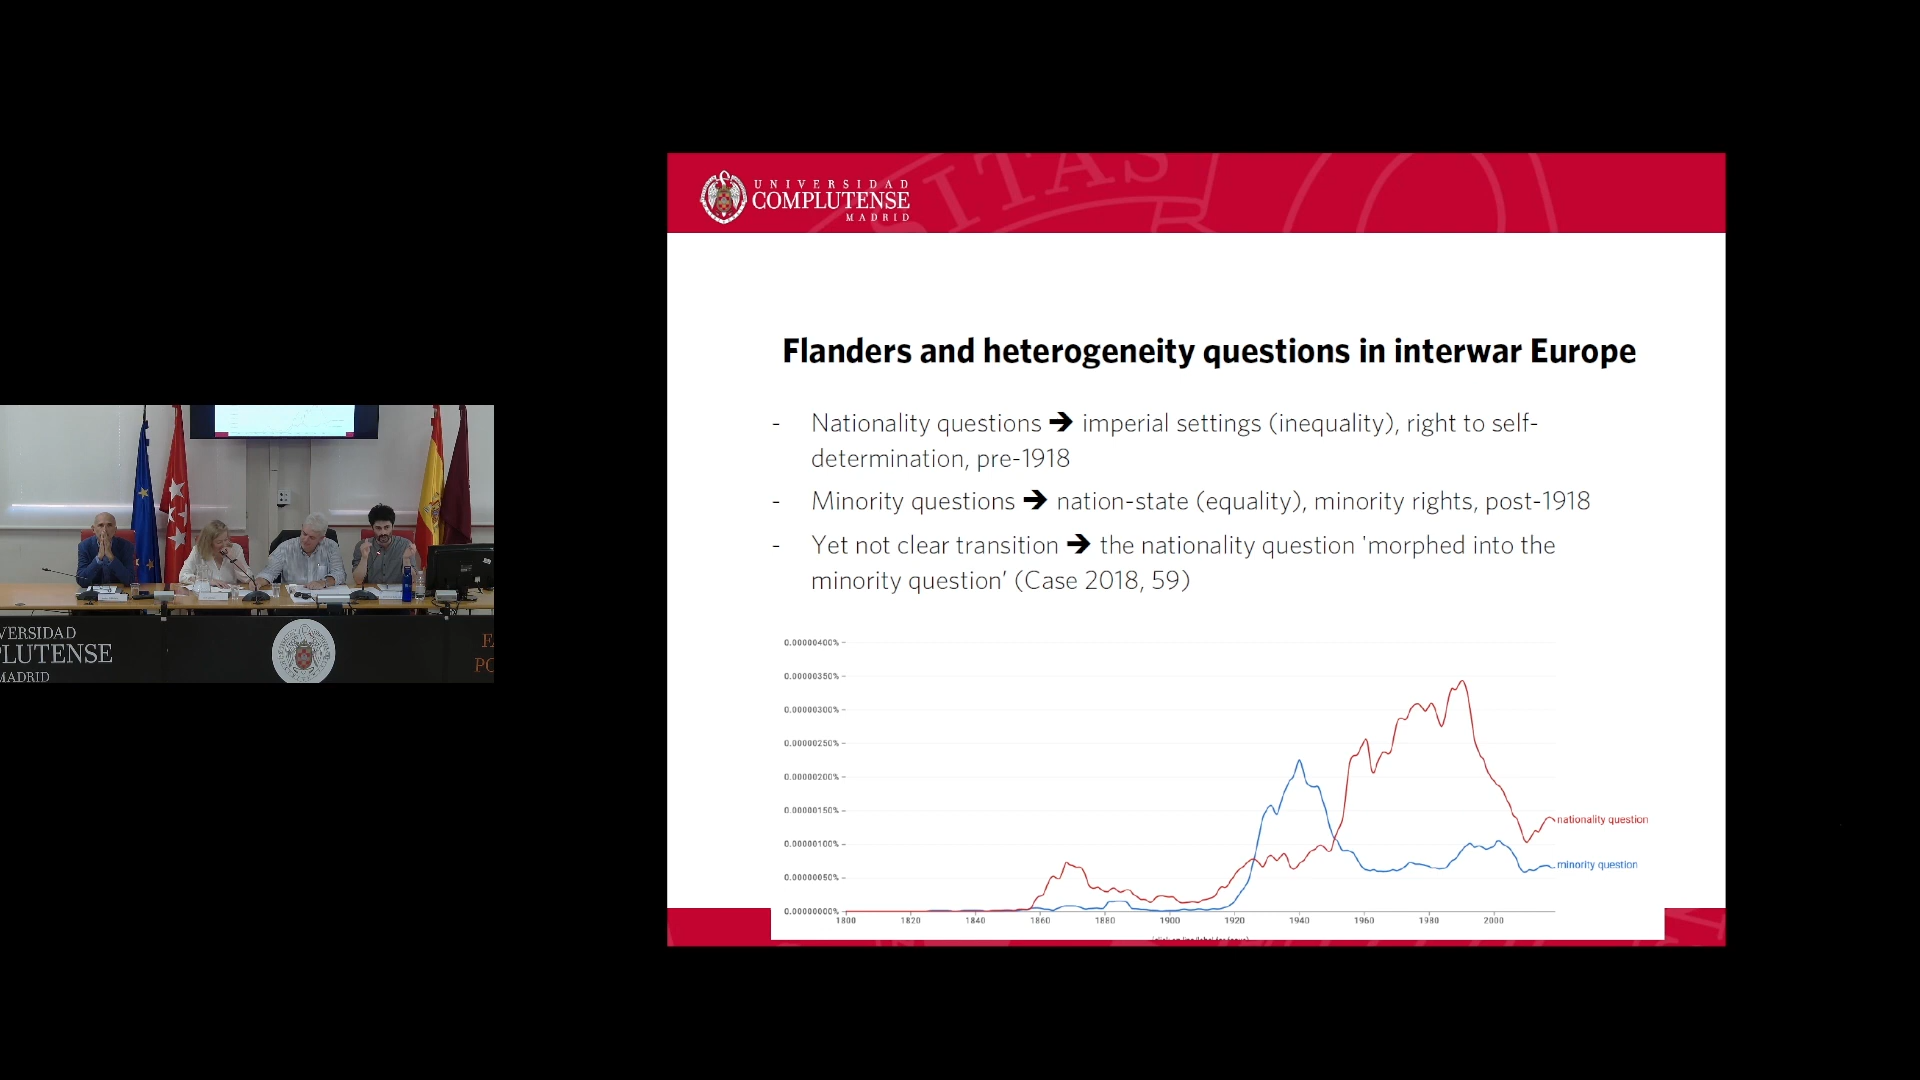 UNIVERSIDAD
COMPLUTENSE
MADRID
Flanders and heterogeneity questions in interwar Europe
- Nationality questions ➔ imperial settings (inequality), right to self-
determination, pre-1918
- Minority questions ➔ nation-state (equality), minority rights, post-1918
- Yet not clear transition ➔ the nationality question 'morphed into the
minority question’ (Case 2018, 59)
0.00000400%
0.00000350%
0.00000300%
0.00000250%
0.00000200%
0.00000150%
0.00000100%
0.00000050%
0.00000000%
nationality question
minority question
1800 1820 1840 1860 1880 1900 1920 1940 1960 1980 2000
VERSIDAD
PLUTENSE
MADRID